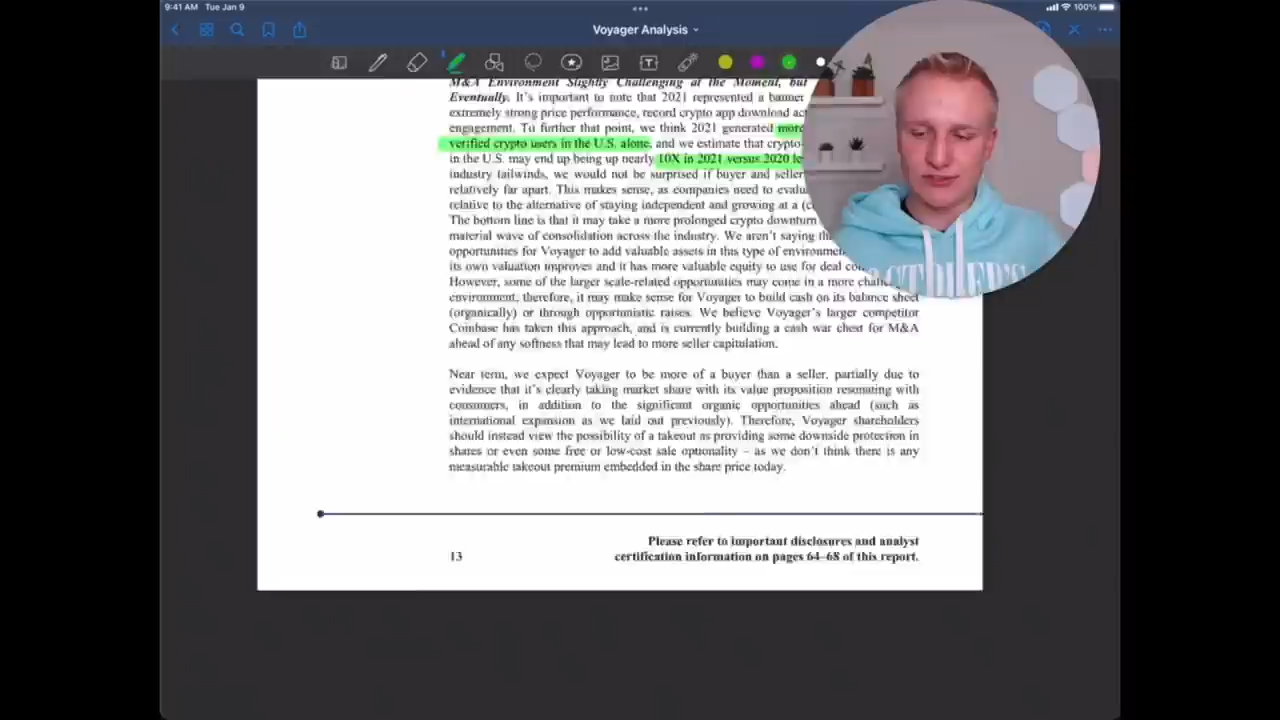 9:41 AM Tue Jan 9
100%
Voyager Analysis
M&A Environment Slightly Challenging at the Moment, but
Eventually. It's important to note that 2021 represented a banner
extremely strong price performance, record crypto app download
engagement. To further that point, we think 2021 generated more
verified crypto users in the U.S. alone, and we estimate that crypto-
in the U.S. may end up being up nearly 10X in 2021 versus 2020
industry tailwinds, we would not be surprised if buyer and seller
relatively far apart. This makes sense, as companies need to
relative to the alternative of staying independent and growing at a
The bottom line is that it may take a more prolonged crypto downturn
material wave of consolidation across the industry. We aren't saying
opportunities for Voyager to add valuable assets in this type of
its own valuation improves and it has more valuable equity to use for deal
However, some of the larger scale-related opportunities may come in a more
environment, therefore, it may make sense for Voyager to build cash on its balance sheet
(organically) or through opportunistic raises. We believe Voyager's larger competitor
Coinbase has taken this approach, and is currently building a cash war chest for M&A
ahead of any softness that may lead to more seller capitulation.
Near term, we expect Voyager to be more of a buyer than a seller, partially due to
evidence that it's clearly taking market share with its value proposition resonating with
consumers, in addition to the significant organic opportunities ahead (such as
international expansion as we laid out previously). Therefore, Voyager shareholders
should instead view the possibility of a takeout as providing some downside protection in
shares or even some free or low-cost sale optionality – as we don't think there is any
measurable takeout premium embedded in the share price today.
Please refer to important disclosures and analyst
13 certification information on pages 64–68 of this report.